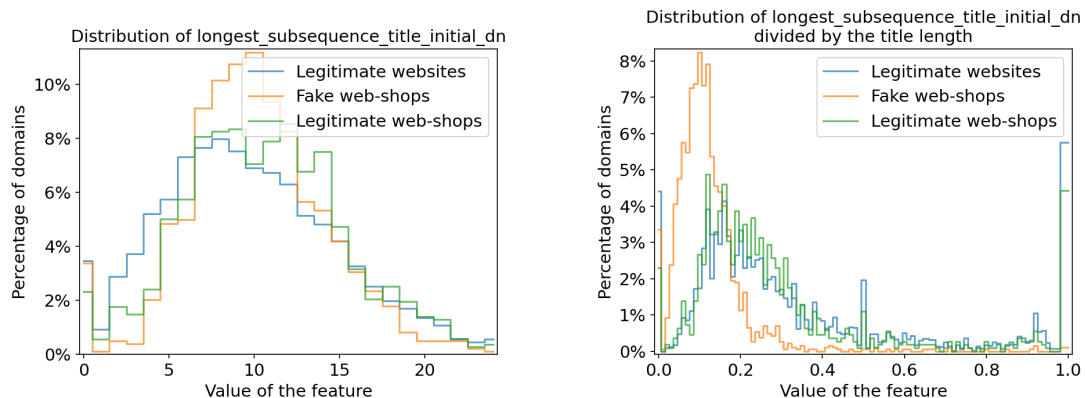 Distribution of longest_subsequence_title_initial_dn
Percentage of domains
10%
8%
6%
4%
2%
0%
Legitimate websites
Fake web-shops
Legitimate web-shops
0 5 10 15 20
Value of the feature
Distribution of longest_subsequence_title_initial_dn
divided by the title length
Percentage of domains
8%
7%
6%
5%
4%
3%
2%
1%
0%
Legitimate websites
Fake web-shops
Legitimate web-shops
0.0 0.2 0.4 0.6 0.8 1.0
Value of the feature